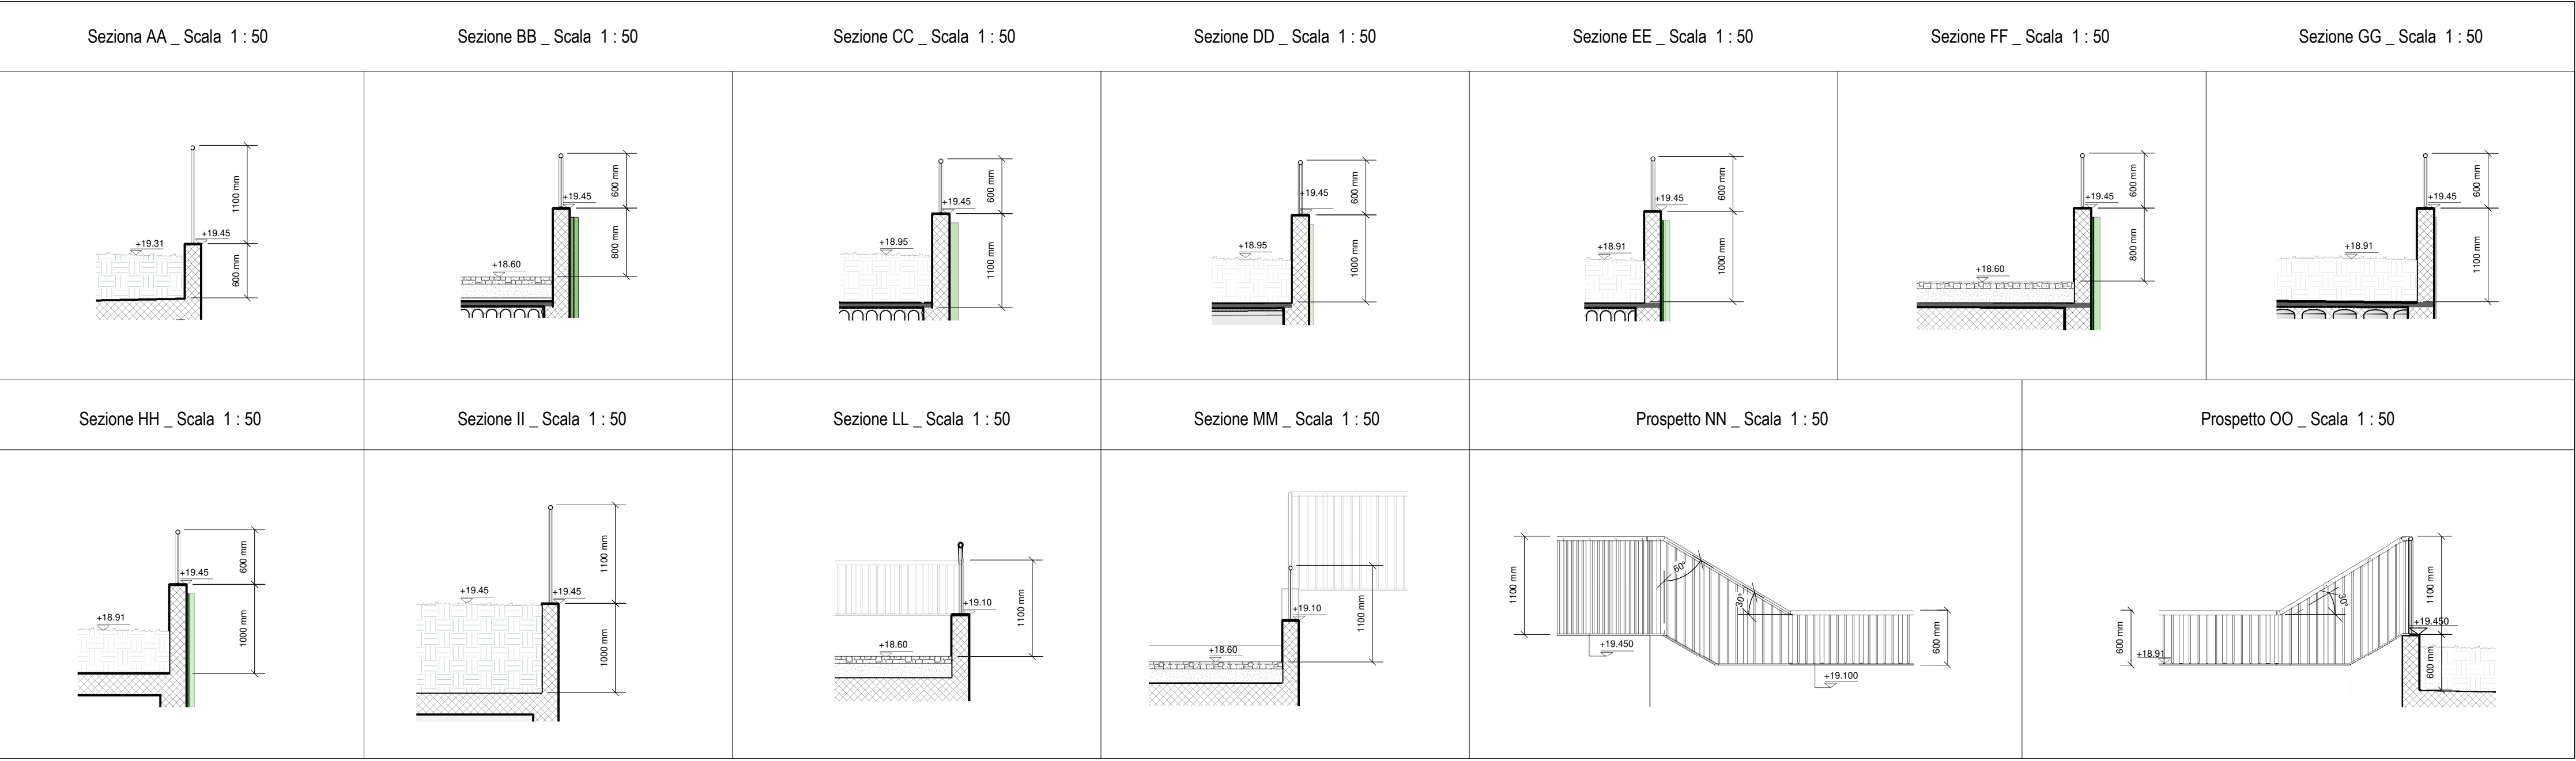 Seziona AA _ Scala 1 : 50
Sezione BB _ Scala 1 : 50
Sezione CC _ Scala 1 : 50
Sezione DD _ Scala 1 : 50
Sezione EE _ Scala 1 : 50
Sezione FF _ Scala 1 : 50
Sezione GG _ Scala 1 : 50
1100 mm
+19.45
+19.31
600 mm
600 mm
+19.45
800 mm
+18.60
600 mm
+19.45
+18.95
1100 mm
600 mm
+19.45
+18.95
1000 mm
600 mm
+19.45
+18.91
1000 mm
600 mm
+19.45
800 mm
+18.60
600 mm
+19.45
+18.91
1100 mm
Sezione HH _ Scala 1 : 50
Sezione II _ Scala 1 : 50
Sezione LL _ Scala 1 : 50
Sezione MM _ Scala 1 : 50
Prospetto NN _ Scala 1 : 50
Prospetto OO _ Scala 1 : 50
600 mm
+19.45
+18.91
1000 mm
1100 mm
+19.45
+19.45
1000 mm
+19.10
1100 mm
+18.60
+19.10
1100 mm
+18.60
1100 mm
60°
30°
600 mm
+19.450
+19.100
30°
1100 mm
600 mm
+19.450
+18.91
600 mm